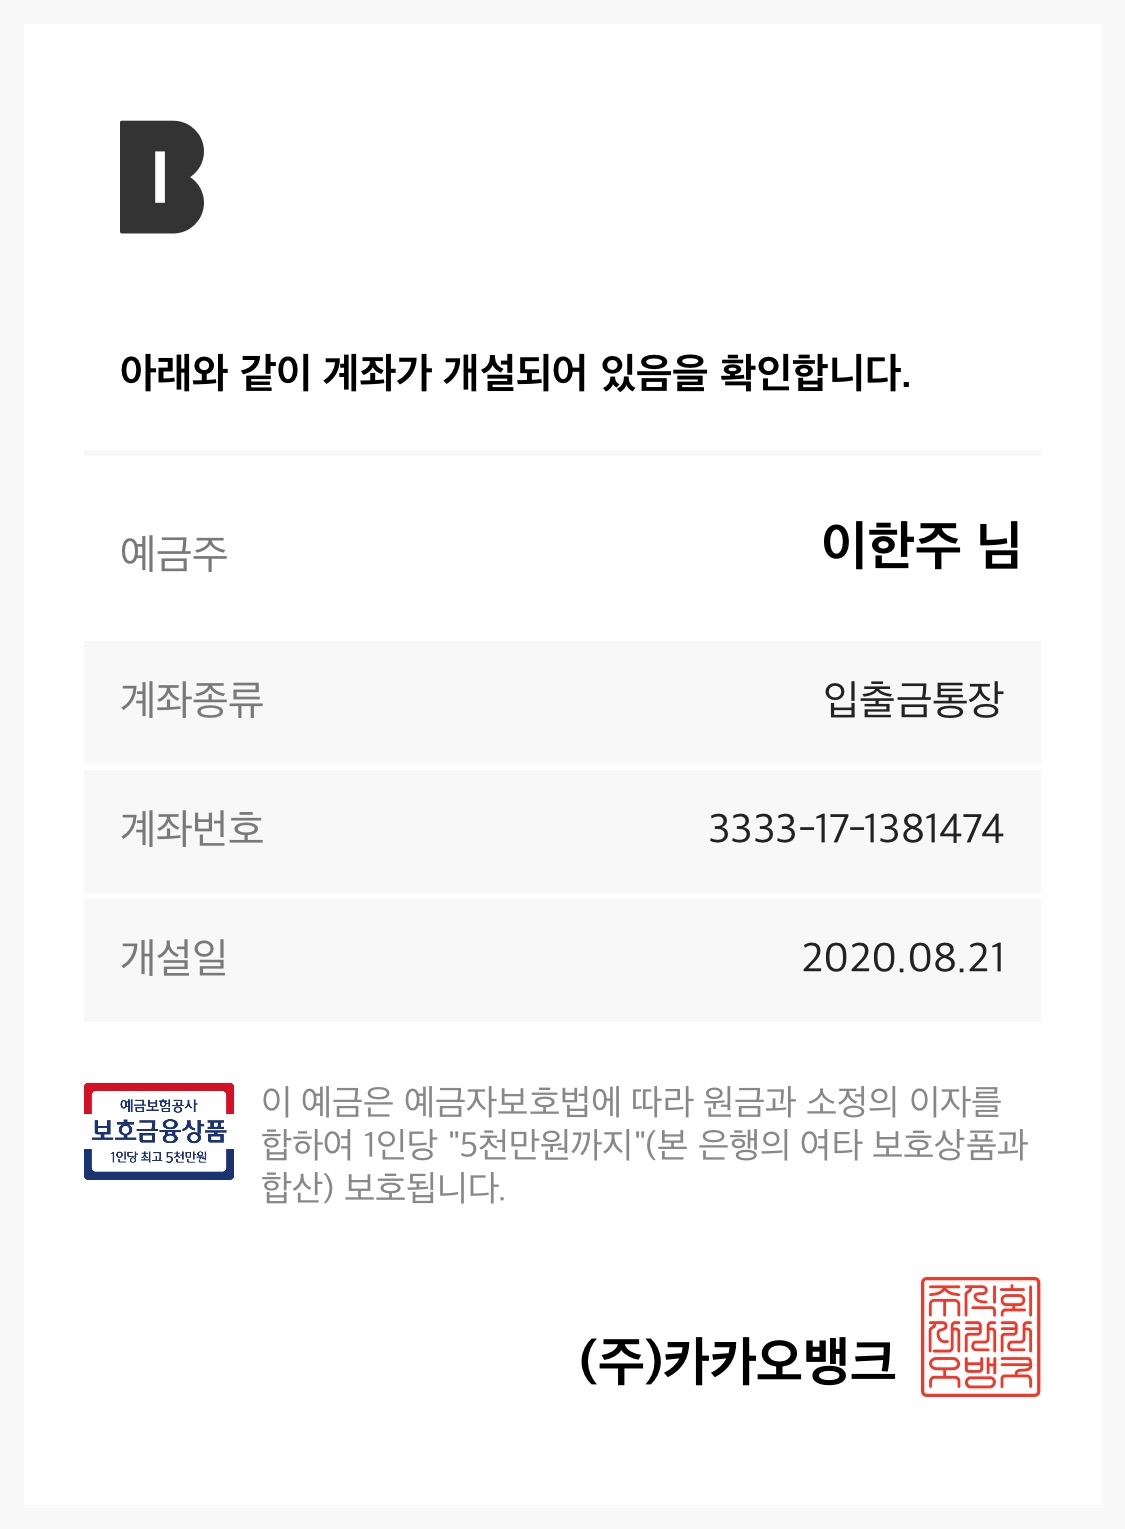 B
아래와 같이 계좌가 개설되어 있음을 확인합니다.
예금주 이한주 님
계좌종류 입출금통장
계좌번호 3333-17-1381474
개설일 2020.08.21
예금보험공사
보호금융상품
1인당 최고 5천만원
이 예금은 예금자보호법에 따라 원금과 소정의 이자를
합하여 1인당 "5천만원까지"(본 은행의 여타 보호상품과
합산) 보호됩니다.
(주)카카오뱅크
주식회
사카카
오뱅크